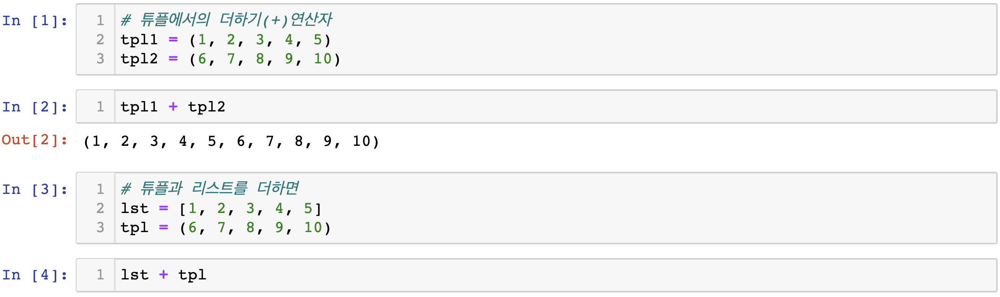 In [1]:
1 # 튜플에서의 더하기(+)연산자
2 tpl1 = (1, 2, 3, 4, 5)
3 tpl2 = (6, 7, 8, 9, 10)
In [2]:
1 tpl1 + tpl2
Out[2]: (1, 2, 3, 4, 5, 6, 7, 8, 9, 10)
In [3]:
1 # 튜플과 리스트를 더하면
2 lst = [1, 2, 3, 4, 5]
3 tpl = (6, 7, 8, 9, 10)
In [4]:
1 lst + tpl